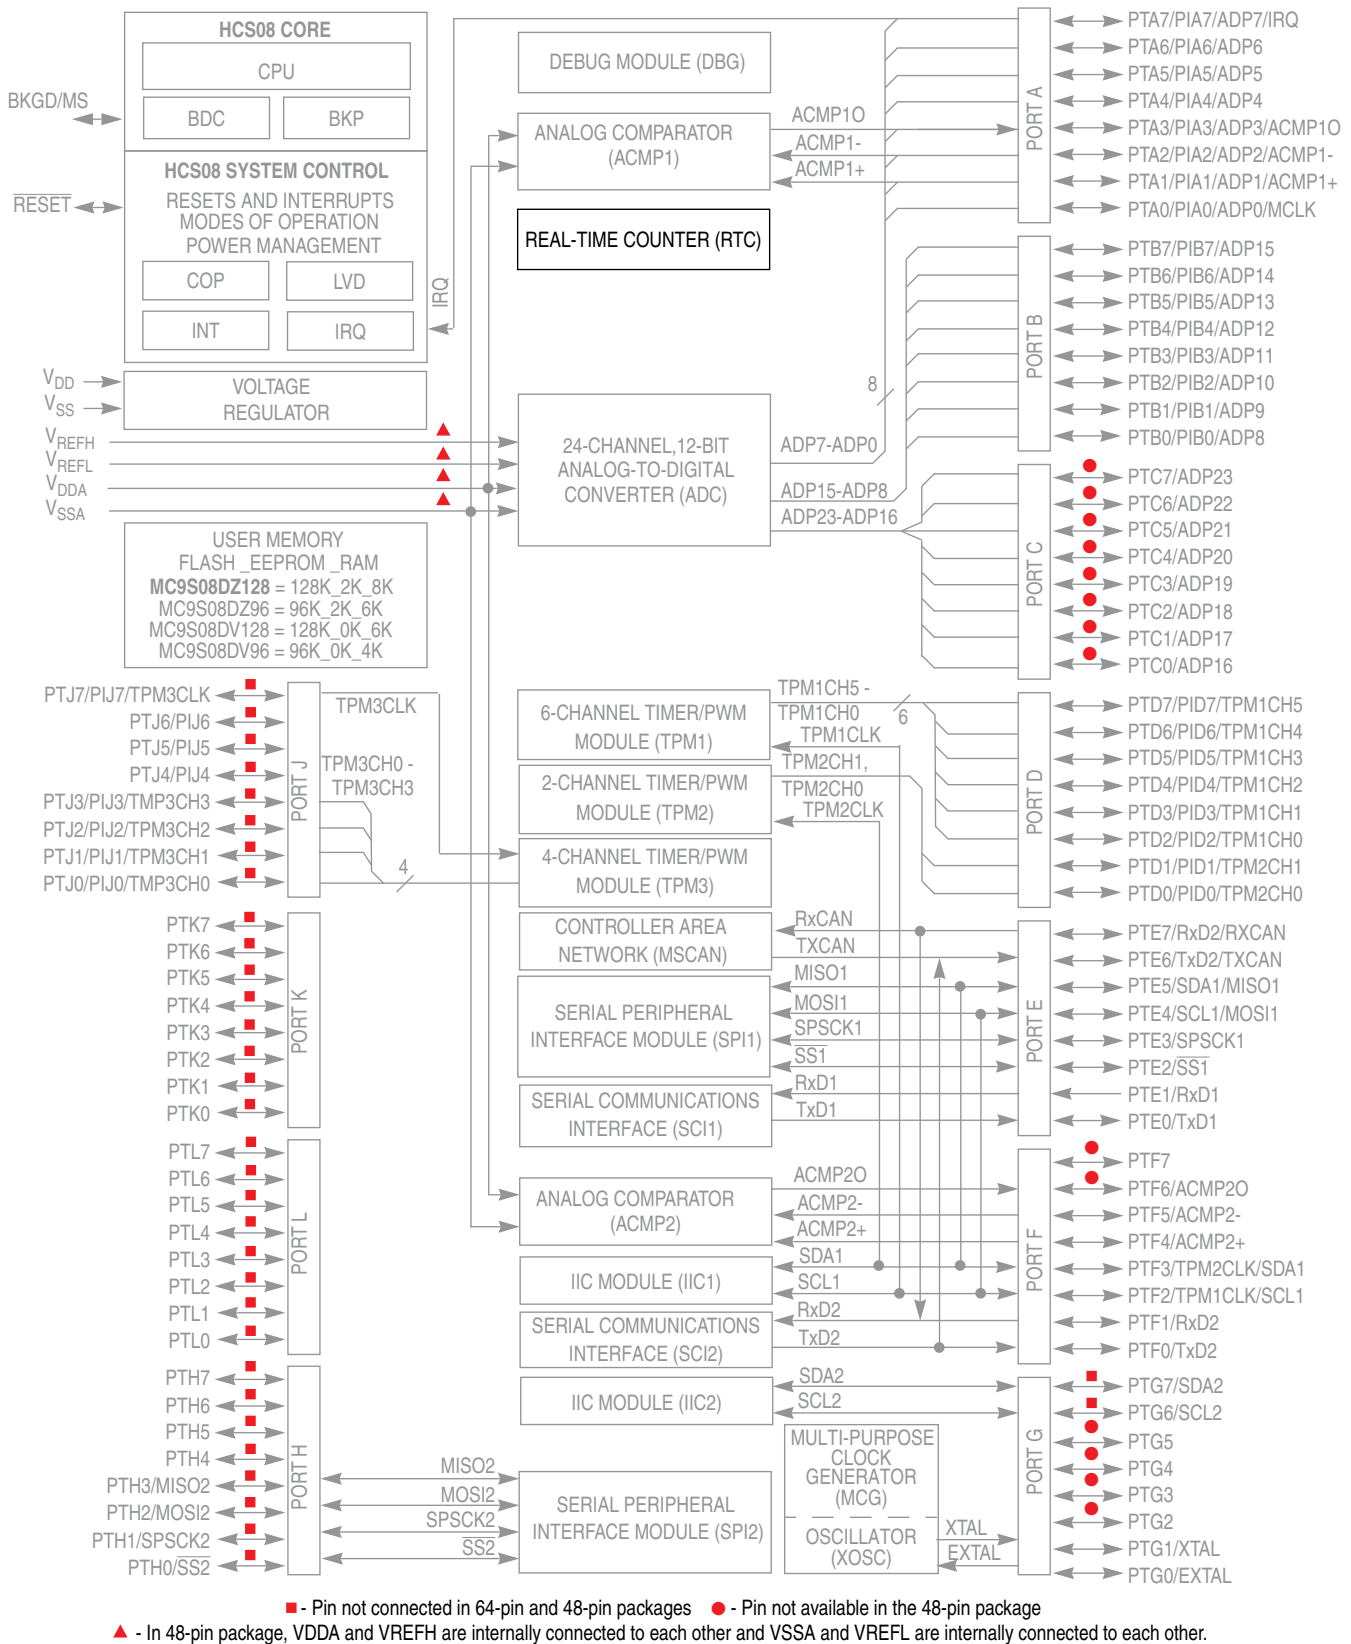 HCS08 CORE
CPU
BDC
BKP
BKGD/MS
HCS08 SYSTEM CONTROL
RESETS AND INTERRUPTS
MODES OF OPERATION
POWER MANAGEMENT
COP
LVD
INT
IRQ
RESET
IRQ
VDD
VSS
VOLTAGE
REGULATOR
VREFH
VREFL
VDDA
VSSA
USER MEMORY
FLASH _EEPROM _RAM
MC9S08DZ128 = 128K_2K_8K
MC9S08DZ96 = 96K_2K_6K
MC9S08DV128 = 128K_0K_6K
MC9S08DV96 = 96K_0K_4K
DEBUG MODULE (DBG)
ANALOG COMPARATOR
(ACMP1)
ACMP1O
ACMP1-
ACMP1+
REAL-TIME COUNTER (RTC)
24-CHANNEL,12-BIT
ANALOG-TO-DIGITAL
CONVERTER (ADC)
8
ADP7-ADP0
ADP15-ADP8
ADP23-ADP16
PORT A
PTA7/PIA7/ADP7/IRQ
PTA6/PIA6/ADP6
PTA5/PIA5/ADP5
PTA4/PIA4/ADP4
PTA3/PIA3/ADP3/ACMP1O
PTA2/PIA2/ADP2/ACMP1-
PTA1/PIA1/ADP1/ACMP1+
PTA0/PIA0/ADP0/MCLK
PORT B
PTB7/PIB7/ADP15
PTB6/PIB6/ADP14
PTB5/PIB5/ADP13
PTB4/PIB4/ADP12
PTB3/PIB3/ADP11
PTB2/PIB2/ADP10
PTB1/PIB1/ADP9
PTB0/PIB0/ADP8
PORT C
PTC7/ADP23
PTC6/ADP22
PTC5/ADP21
PTC4/ADP20
PTC3/ADP19
PTC2/ADP18
PTC1/ADP17
PTC0/ADP16
PTJ7/PIJ7/TPM3CLK
PTJ6/PIJ6
PTJ5/PIJ5
PTJ4/PIJ4
PTJ3/PIJ3/TMP3CH3
PTJ2/PIJ2/TPM3CH2
PTJ1/PIJ1/TPM3CH1
PTJ0/PIJ0/TMP3CH0
PORT J
TPM3CLK
TPM3CH0 -
TPM3CH3
4
6-CHANNEL TIMER/PWM
MODULE (TPM1)
TPM1CH5 -
TPM1CH0
6
TPM1CLK
2-CHANNEL TIMER/PWM
MODULE (TPM2)
TPM2CH1,
TPM2CH0
TPM2CLK
4-CHANNEL TIMER/PWM
MODULE (TPM3)
PORT D
PTD7/PID7/TPM1CH5
PTD6/PID6/TPM1CH4
PTD5/PID5/TPM1CH3
PTD4/PID4/TPM1CH2
PTD3/PID3/TPM1CH1
PTD2/PID2/TPM1CH0
PTD1/PID1/TPM2CH1
PTD0/PID0/TPM2CH0
PTK7
PTK6
PTK5
PTK4
PTK3
PTK2
PTK1
PTK0
PORT K
CONTROLLER AREA
NETWORK (MSCAN)
RxCAN
TXCAN
SERIAL PERIPHERAL
INTERFACE MODULE (SPI1)
MISO1
MOSI1
SPSCK1
SS1
SERIAL COMMUNICATIONS
INTERFACE (SCI1)
RxD1
TxD1
PORT E
PTE7/RxD2/RXCAN
PTE6/TxD2/TXCAN
PTE5/SDA1/MISO1
PTE4/SCL1/MOSI1
PTE3/SPSCK1
PTE2/SS1
PTE1/RxD1
PTE0/TxD1
PTL7
PTL6
PTL5
PTL4
PTL3
PTL2
PTL1
PTL0
PORT L
ANALOG COMPARATOR
(ACMP2)
ACMP2O
ACMP2-
ACMP2+
IIC MODULE (IIC1)
SDA1
SCL1
SERIAL COMMUNICATIONS
INTERFACE (SCI2)
RxD2
TxD2
PORT F
PTF7
PTF6/ACMP2O
PTF5/ACMP2-
PTF4/ACMP2+
PTF3/TPM2CLK/SDA1
PTF2/TPM1CLK/SCL1
PTF1/RxD2
PTF0/TxD2
PTH7
PTH6
PTH5
PTH4
PTH3/MISO2
PTH2/MOSI2
PTH1/SPSCK2
PTH0/SS2
PORT H
MISO2
MOSI2
SPSCK2
SS2
IIC MODULE (IIC2)
SDA2
SCL2
SERIAL PERIPHERAL
INTERFACE MODULE (SPI2)
MULTI-PURPOSE
CLOCK
GENERATOR
(MCG)
OSCILLATOR
(XOSC)
XTAL
EXTAL
PORT G
PTG7/SDA2
PTG6/SCL2
PTG5
PTG4
PTG3
PTG2
PTG1/XTAL
PTG0/EXTAL
- Pin not connected in 64-pin and 48-pin packages
- Pin not available in the 48-pin package
- In 48-pin package, VDDA and VREFH are internally connected to each other and VSSA and VREFL are internally connected to each other.